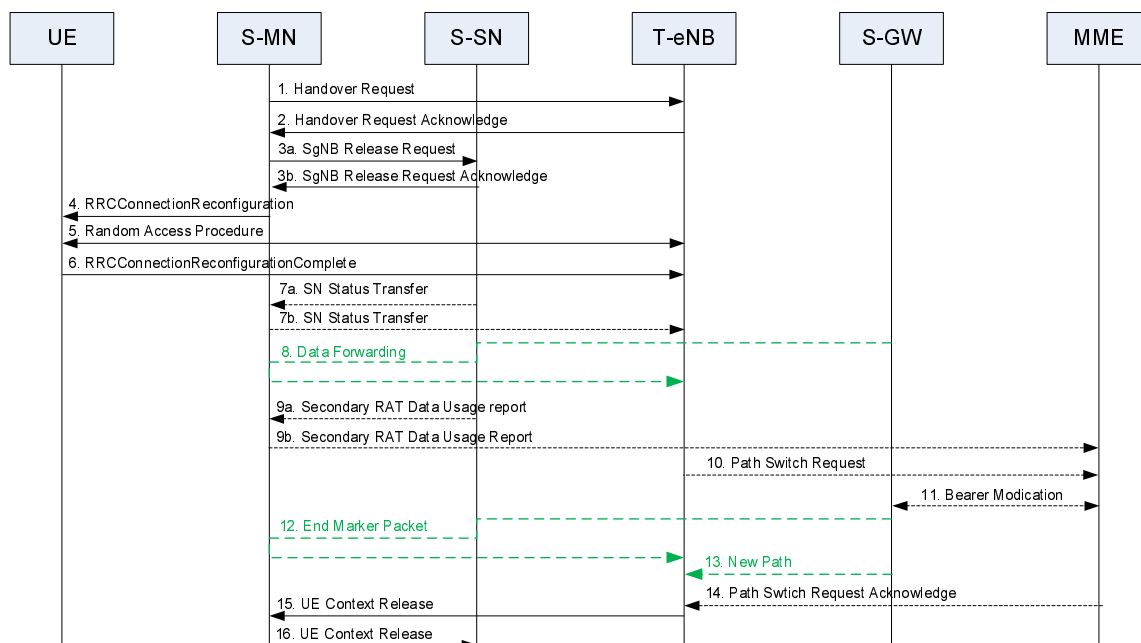 UE
S-MN
S-SN
T-eNB
S-GW
MME
1. Handover Request
2. Handover Request Acknowledge
3a. SgNB Release Request
3b. SgNB Release Request Acknowledge
4. RRCConnectionReconfiguration
5. Random Access Procedure
6. RRCConnectionReconfigurationComplete
7a. SN Status Transfer
7b. SN Status Transfer
8. Data Forwarding
9a. Secondary RAT Data Usage report
9b. Secondary RAT Data Usage Report
10. Path Switch Request
11. Bearer Modication
12. End Marker Packet
13. New Path
14. Path Swtich Request Acknowledge
15. UE Context Release
16. UE Context Release